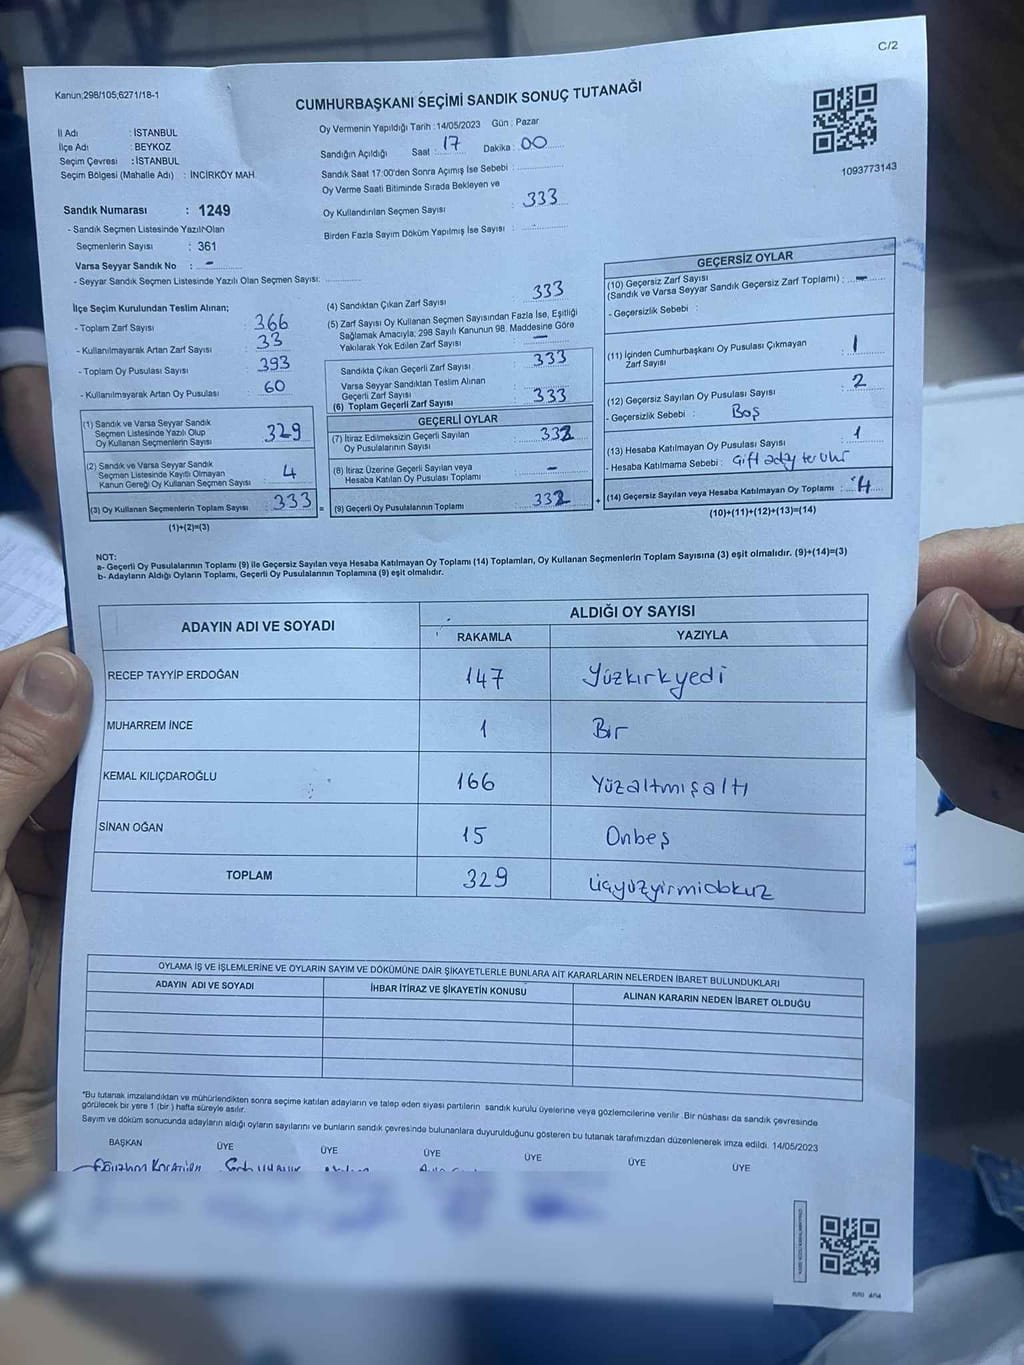 C/2
Kanun;298/105;6271/18-1
CUMHURBAŞKANI SEÇİMİ SANDIK SONUÇ TUTANAĞI
1093773143
İl Adı : İSTANBUL
İlçe Adı : BEYKOZ
Seçim Çevresi : İSTANBUL
Seçim Bölgesi (Mahalle Adı) : İNCİRKÖY MAH.
Oy Vermenin Yapıldığı Tarih :14/05/2023 Gün : Pazar
Sandığın Açıldığı Saat : 17 Dakika : 00
Sandık Saat 17:00'den Sonra Açımış İse Sebebi :
Oy Verme Saati Bitiminde Sırada Bekleyen ve
Oy Kullandırılan Seçmen Sayısı : 333
Birden Fazla Sayım Döküm Yapılmış İse Sayısı : -
Sandık Numarası : 1249
- Sandık Seçmen Listesinde Yazılı Olan
Seçmenlerin Sayısı : 361
Varsa Seyyar Sandık No : -
- Seyyar Sandık Seçmen Listesinde Yazılı Olan Seçmen Sayısı:
İlçe Seçim Kurulundan Teslim Alınan;
- Toplam Zarf Sayısı 366
- Kullanılmayarak Artan Zarf Sayısı 33
- Toplam Oy Pusulası Sayısı 393
- Kullanılmayarak Artan Oy Pusulası 60
(1) Sandık ve Varsa Seyyar Sandık
Seçmen Listesinde Yazılı Olup
Oy Kullanan Seçmenlerin Sayısı 329
(2) Sandık ve Varsa Seyyar Sandık
Seçmen Listesinde Kayıtlı Olmayan
Kanun Gereği Oy Kullanan Seçmen Sayısı 4
(3) Oy Kullanan Seçmenlerin Toplam Sayısı 333 =
(1)+(2)=(3)
(4) Sandıktan Çıkan Zarf Sayısı 333
(5) Zarf Sayısı Oy Kullanan Seçmen Sayısından Fazla İse, Eşitliği
Sağlamak Amacıyla; 298 Sayılı Kanunun 98. Maddesine Göre
Yakılarak Yok Edilen Zarf Sayısı -
Sandıkta Çıkan Geçerli Zarf Sayısı 333
Varsa Seyyar Sandıktan Teslim Alınan
Geçerli Zarf Sayısı
(6) Toplam Geçerli Zarf Sayısı 333
GEÇERLİ OYLAR
(7) İtiraz Edilmeksizin Geçerli Sayılan
Oy Pusulalarının Sayısı
(8) İtiraz Üzerine Geçerli Sayılan veya
Hesaba Katılan Oy Pusulası Toplamı -
(9) Geçerli Oy Pusulalarının Toplamı +
GEÇERSİZ OYLAR
(10) Geçersiz Zarf Sayısı
(Sandık ve Varsa Seyyar Sandık Geçersiz Zarf Toplamı) : -
- Geçersizlik Sebebi :
(11) İçinden Cumhurbaşkanı Oy Pusulası Çıkmayan
Zarf Sayısı : 1
(12) Geçersiz Sayılan Oy Pusulası Sayısı : 2
- Geçersizlik Sebebi : Boş
(13) Hesaba Katılmayan Oy Pusulası Sayısı : 1
- Hesaba Katılmama Sebebi :
(14) Geçersiz Sayılan veya Hesaba Katılmayan Oy Toplamı : 4
(10)+(11)+(12)+(13)=(14)
NOT:
a- Geçerli Oy Pusulalarının Toplamı (9) ile Geçersiz Sayılan veya Hesaba Katılmayan Oy Toplamı (14) Toplamları, Oy Kullanan Seçmenlerin Toplam Sayısına (3) eşit olmalıdır. (9)+(14)=(3)
b- Adayların Aldığı Oyların Toplamı, Geçerli Oy Pusulalarının Toplamına (9) eşit olmalıdır.
ADAYIN ADI VE SOYADI
ALDIĞI OY SAYISI
RAKAMLA YAZIYLA
RECEP TAYYİP ERDOĞAN 147 Yüzkırkyedi
MUHARREM İNCE 1 Bir
KEMAL KILIÇDAROĞLU 166 Yüzaltmışaltı
SİNAN OĞAN 15 Onbeş
TOPLAM 329 üçyüzyirmidokuz
OYLAMA İŞ VE İŞLEMLERİNE VE OYLARIN SAYIM VE DÖKÜMÜNE DAİR ŞİKAYETLERLE BUNLARA AİT KARARLARIN NELERDEN İBARET BULUNDUKLARI
ADAYIN ADI VE SOYADI İHBAR İTİRAZ VE ŞİKAYETİN KONUSU ALINAN KARARIN NEDEN İBARET OLDUĞU
*Bu tutanak imzalandıktan ve mühürlendikten sonra seçime katılan adayların ve talep eden siyasi partilerin sandık kurulu üyelerine veya gözlemcilerine verilir. Bir nüshası da sandık çevresinde
görülecek bir yere 1 (bir ) hafta süreyle asılır.
Sayım ve döküm sonucunda adayların aldığı oyların sayılarını ve bunların sandık çevresinde bulunanlara duyurulduğunu gösteren bu tutanak tarafımızdan düzenlenerek imza edildi. 14/05/2023
BAŞKAN ÜYE ÜYE ÜYE ÜYE ÜYE ÜYE